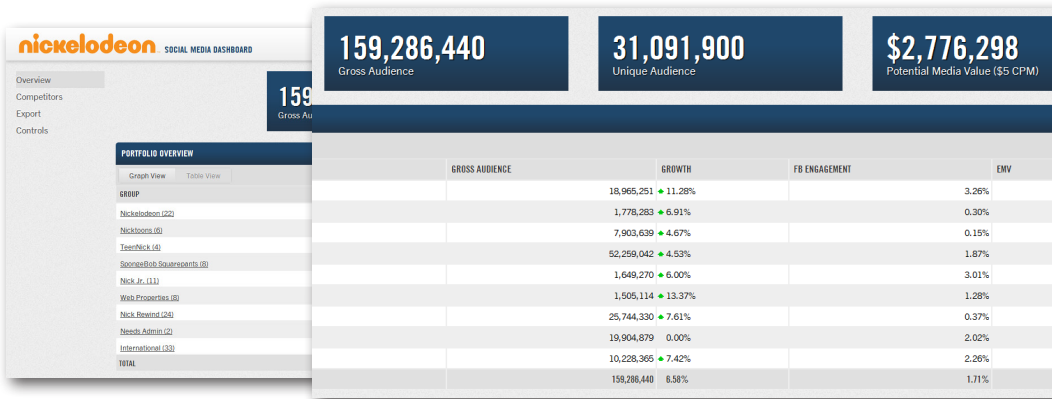 nickelodeon SOCIAL MEDIA DASHBOARD
Overview
Competitors
Export
Controls
159
Gross Au
PORTFOLIO OVERVIEW
Graph View Table View
GROUP
Nickelodeon (22)
Nicktoons (6)
TeenNick (4)
SpongeBob Squarepants (8)
Nick Jr. (11)
Web Properties (8)
Nick Rewind (24)
Needs Admin (2)
International (33)
TOTAL
159,286,440 31,091,900 $2,776,298
Gross Audience Unique Audience Potential Media Value ($5 CPM)
GROSS AUDIENCE GROWTH FB ENGAGEMENT EMV
18,965,251 11.28% 3.26%
1,778,283 6.91% 0.30%
7,903,639 4.67% 0.15%
52,259,042 4.53% 1.87%
1,649,270 6.00% 3.01%
1,505,114 13.37% 1.28%
25,744,330 7.61% 0.37%
19,904,879 0.00% 2.02%
10,228,365 7.42% 2.26%
159,286,440 6.58% 1.71%